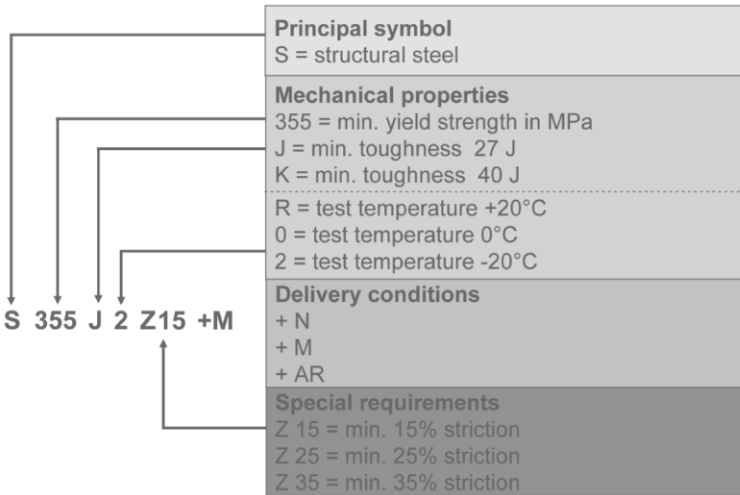 Principal symbol
S = structural steel
Mechanical properties
355 = min. yield strength in MPa
J = min. toughness 27 J
K = min. toughness 40 J
R = test temperature +20°C
0 = test temperature 0°C
2 = test temperature -20°C
Delivery conditions
+ N
+ M
+ AR
Special requirements
Z 15 = min. 15% striction
Z 25 = min. 25% striction
Z 35 = min. 35% striction
S 355 J 2 Z15 +M